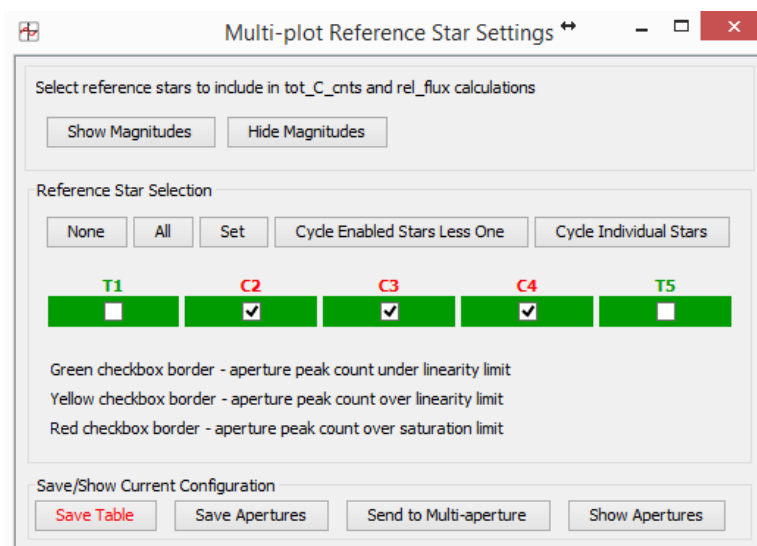 Multi-plot Reference Star Settings
Select reference stars to include in tot_C_cnts and rel_flux calculations
Show Magnitudes Hide Magnitudes
Reference Star Selection
None All Set Cycle Enabled Stars Less One Cycle Individual Stars
T1 C2 C3 C4 T5
Green checkbox border - aperture peak count under linearity limit
Yellow checkbox border - aperture peak count over linearity limit
Red checkbox border - aperture peak count over saturation limit
Save/Show Current Configuration
Save Table Save Apertures Send to Multi-aperture Show Apertures